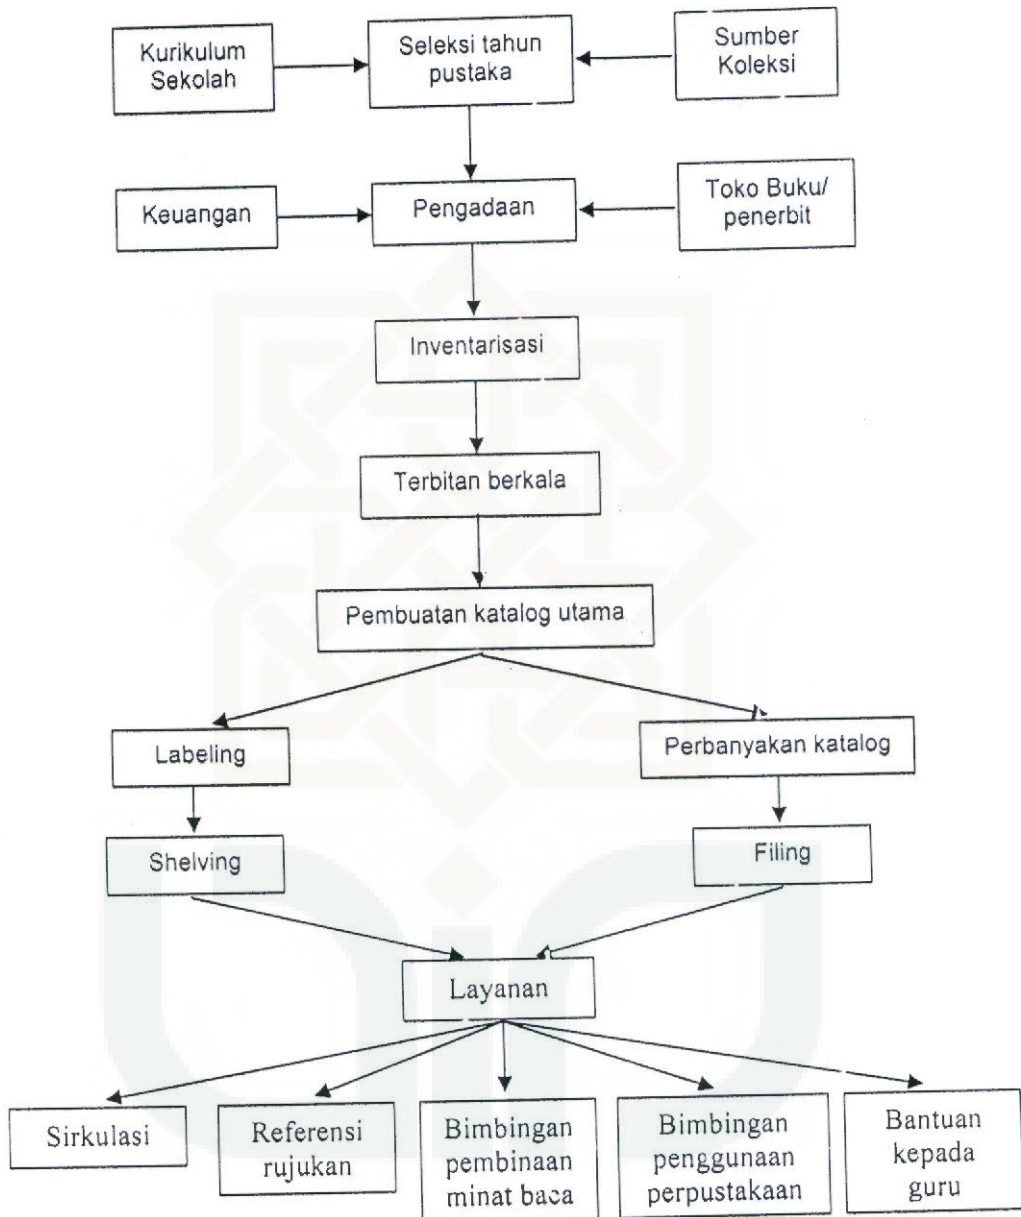 Kurikulum
Sekolah
Seleksi tahun
pustaka
Sumber
Koleksi
Keuangan
Pengadaan
Toko Buku/
penerbit
Inventarisasi
Terbitan berkala
Pembuatan katalog utama
Labeling
Perbanyakan katalog
Shelving
Filing
Layanan
Sirkulasi
Referensi
rujukan
Bimbingan
pembinaan
minat baca
Bimbingan
penggunaan
perpustakaan
Bantuan
kepada
guru